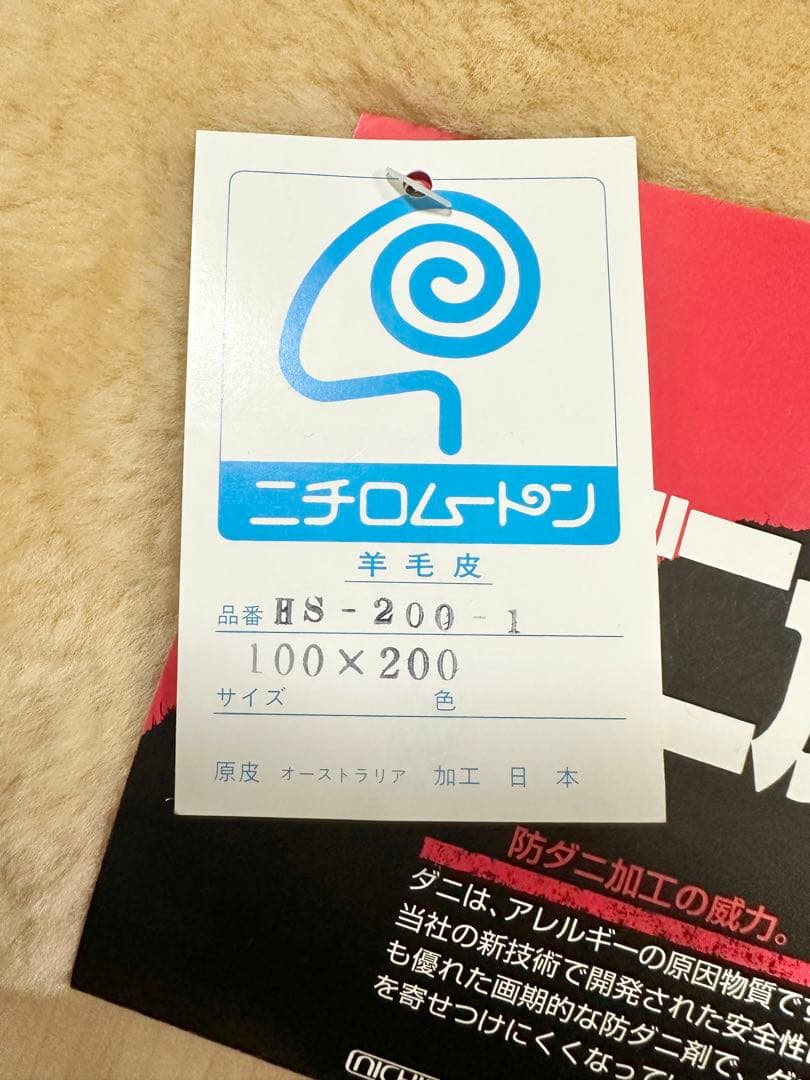 ニチロムートン
羊毛皮
品番 HS-200-1
100×200
サイズ 色
原皮 オーストラリア 加工 日本
防ダニ加工の威力。
ダニは、アレルギーの原因物質で
当社の新技術で開発された安全性
も優れた画期的な防ダニ剤で、
を寄せつけにくくなって
NICHI